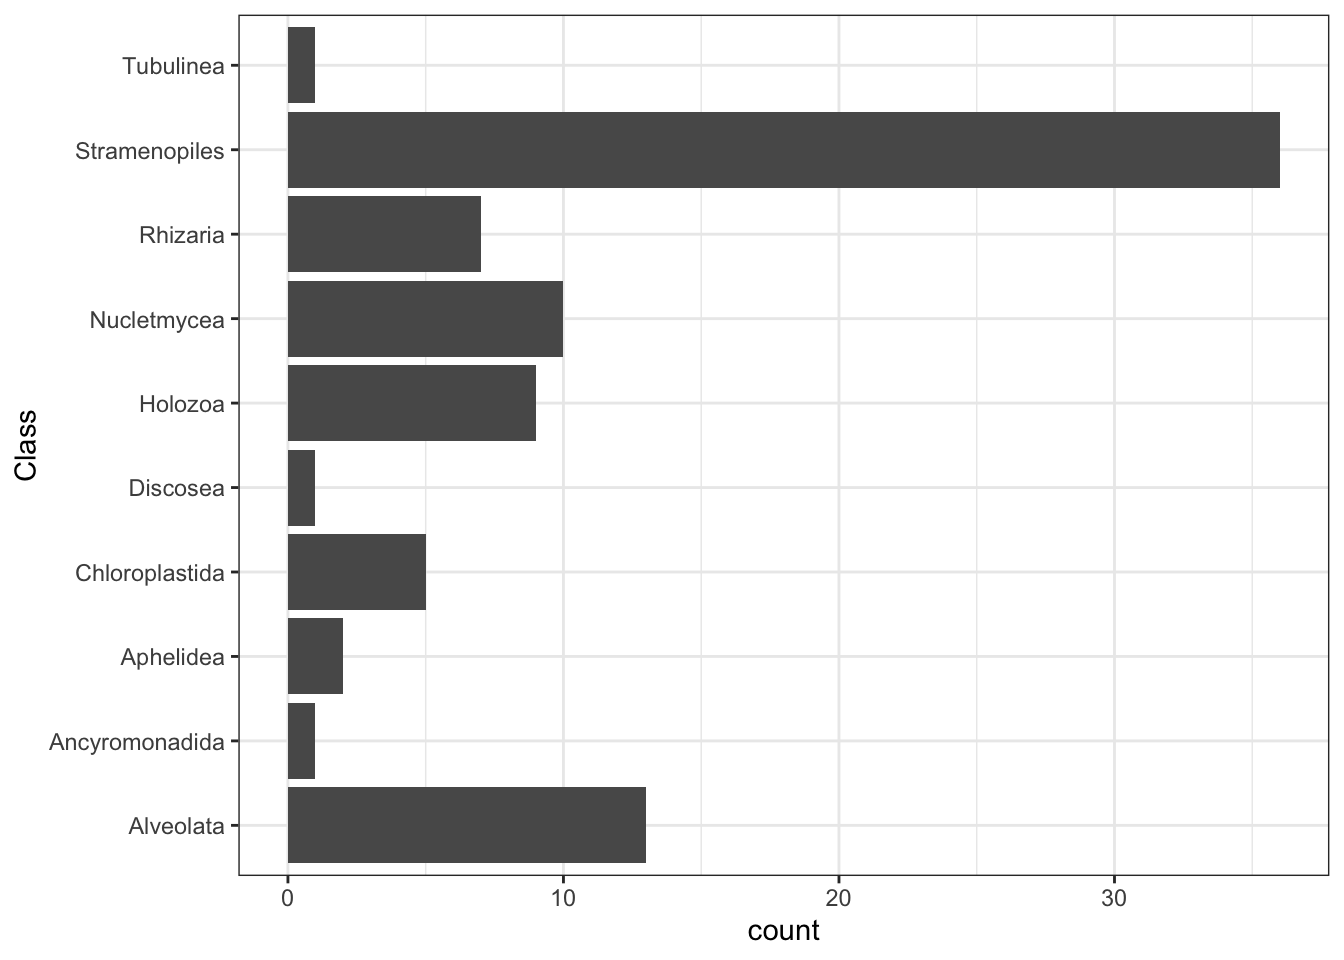 Tubulinea
Stramenopiles
Rhizaria
Nucletmycea
Holozoa
Discosea
Chloroplastida
Aphelidea
Ancyromonadida
Alveolata
Class
0 10 20 30
count